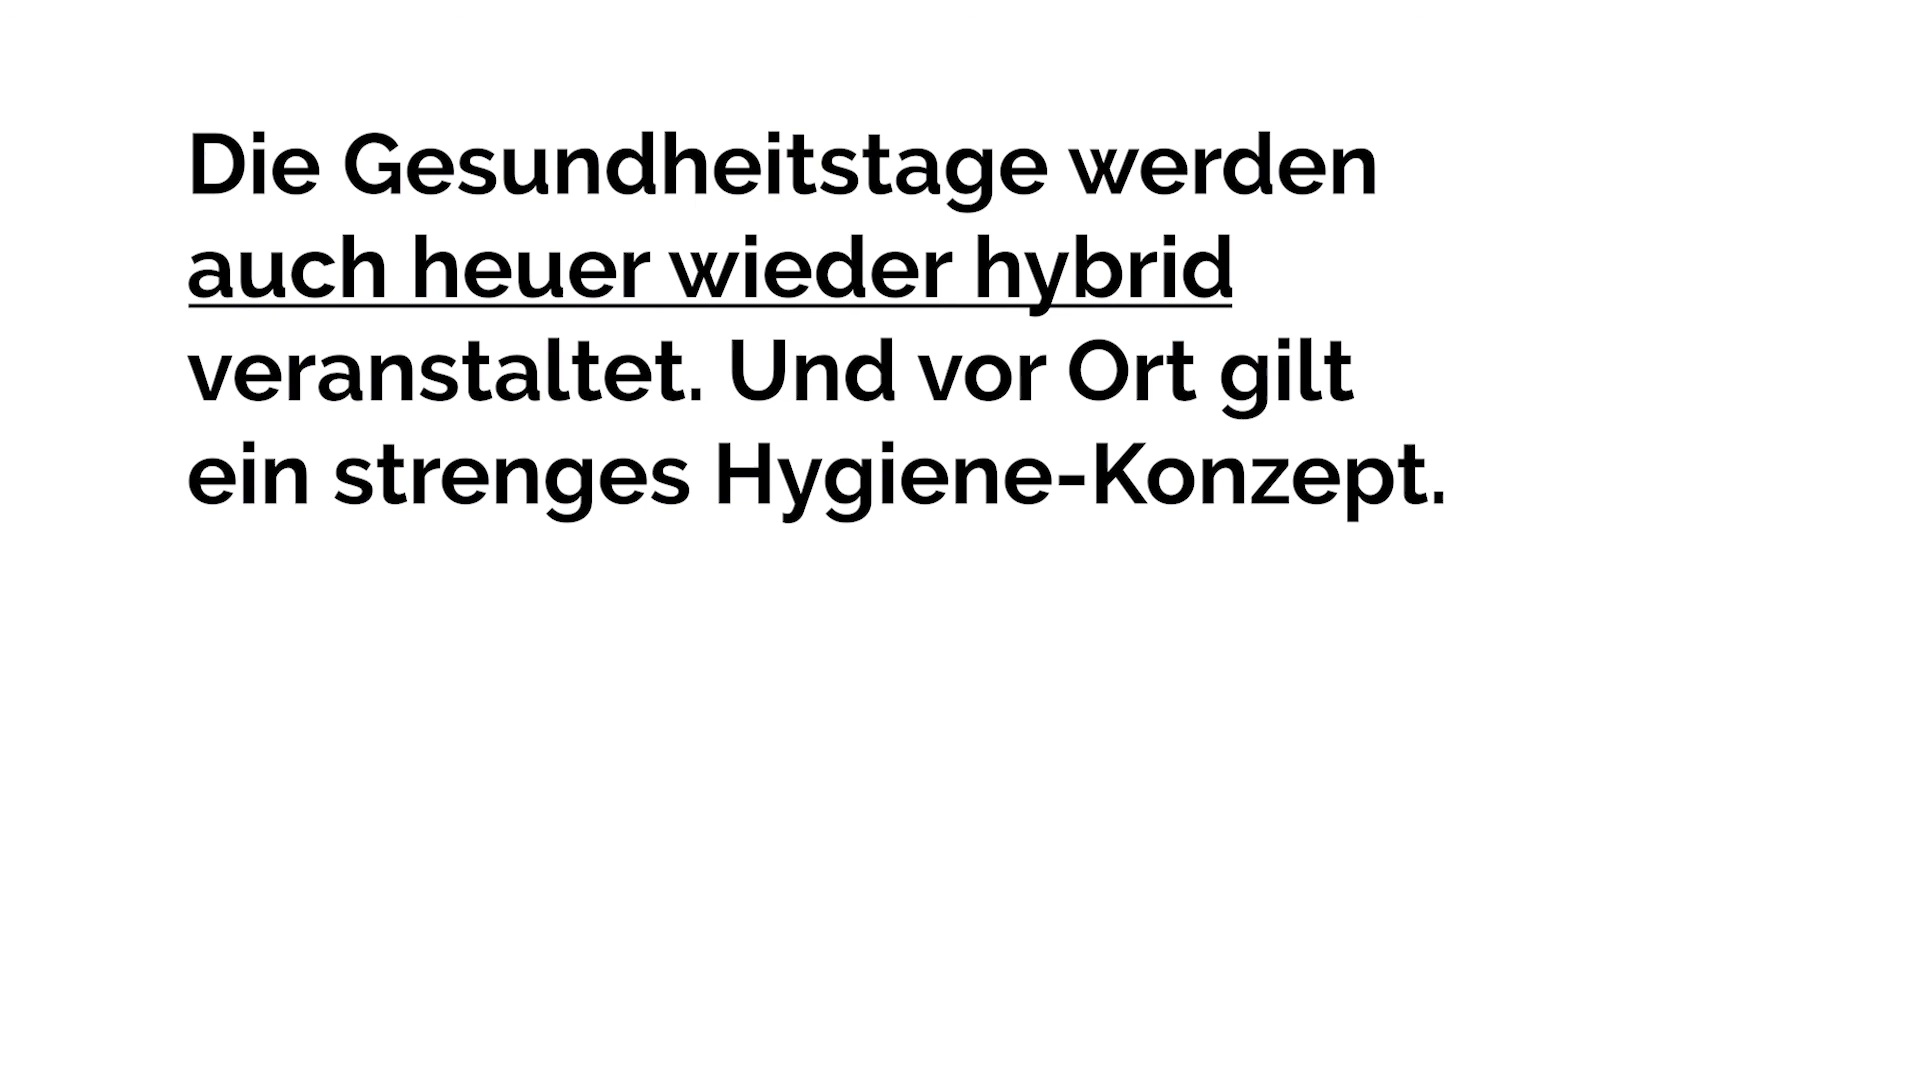 Die Gesundheitstage werden
auch heuer wieder hybrid
veranstaltet. Und vor Ort gilt
ein strenges Hygiene-Konzept.